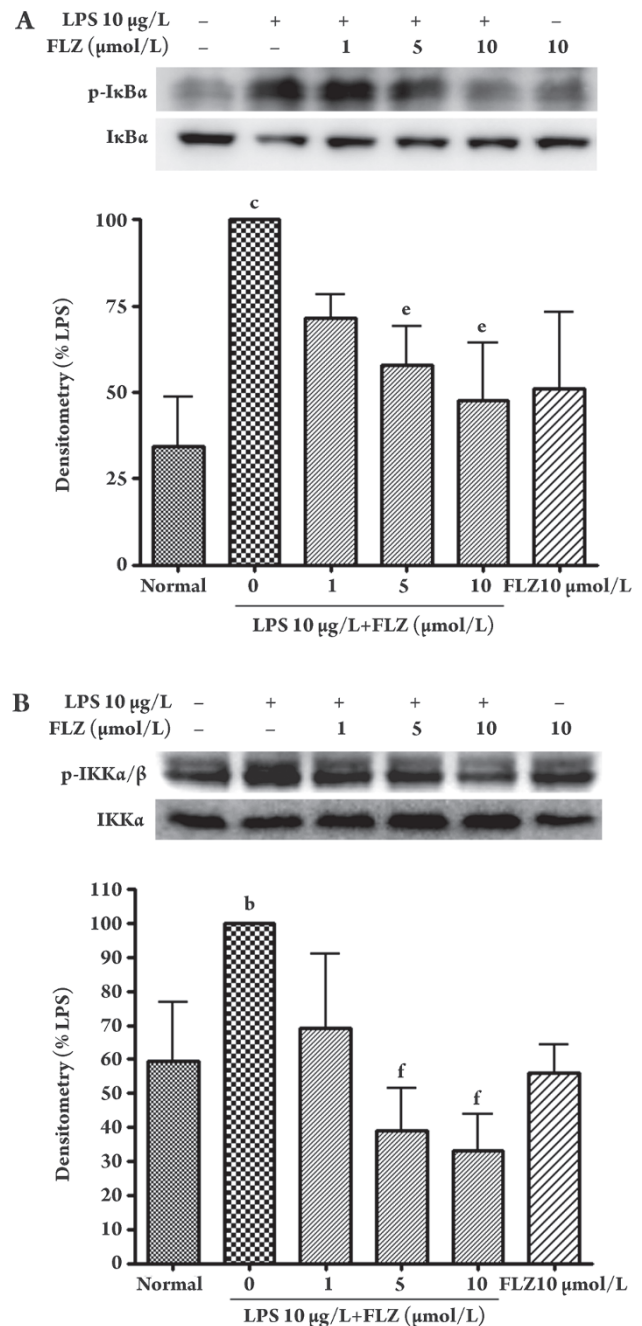 A
LPS 10 μg/L – + + + + –
FLZ (μmol/L) – – 1 5 10 10
p-IκBα
IκBα
Densitometry (% LPS)
100
75
50
25
0
c
e
e
Normal 0 1 5 10 FLZ10 μmol/L
LPS 10 μg/L+FLZ (μmol/L)
B
LPS 10 μg/L – + + + + –
FLZ (μmol/L) – – 1 5 10 10
p-IKKα/β
IKKα
Densitometry (% LPS)
110
100
90
80
70
60
50
40
30
20
10
0
b
f
f
Normal 0 1 5 10 FLZ10 μmol/L
LPS 10 μg/L+FLZ (μmol/L)